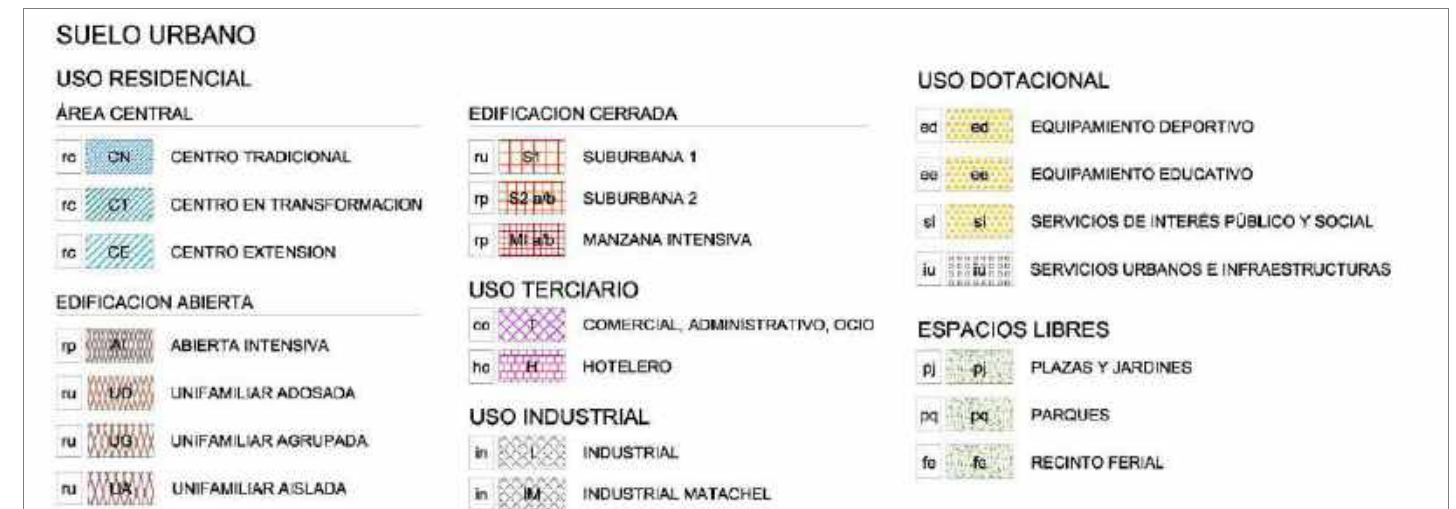 SUELO URBANO
USO RESIDENCIAL
ÁREA CENTRAL
rc CN CENTRO TRADICIONAL
rc CT CENTRO EN TRANSFORMACION
rc CE CENTRO EXTENSION
EDIFICACION ABIERTA
rp AI ABIERTA INTENSIVA
ru UD UNIFAMILIAR ADOSADA
ru UG UNIFAMILIAR AGRUPADA
ru UA UNIFAMILIAR AISLADA
EDIFICACION CERRADA
ru S1 SUBURBANA 1
rp S2 a/b SUBURBANA 2
rp MI a/b MANZANA INTENSIVA
USO TERCIARIO
co T COMERCIAL, ADMINISTRATIVO, OCIO
ho H HOTELERO
USO INDUSTRIAL
in I INDUSTRIAL
in IM INDUSTRIAL MATACHEL
USO DOTACIONAL
ed ed EQUIPAMIENTO DEPORTIVO
ee ee EQUIPAMIENTO EDUCATIVO
si si SERVICIOS DE INTERÉS PÚBLICO Y SOCIAL
iu iu SERVICIOS URBANOS E INFRAESTRUCTURAS
ESPACIOS LIBRES
pj pj PLAZAS Y JARDINES
pq pq PARQUES
fe fe RECINTO FERIAL